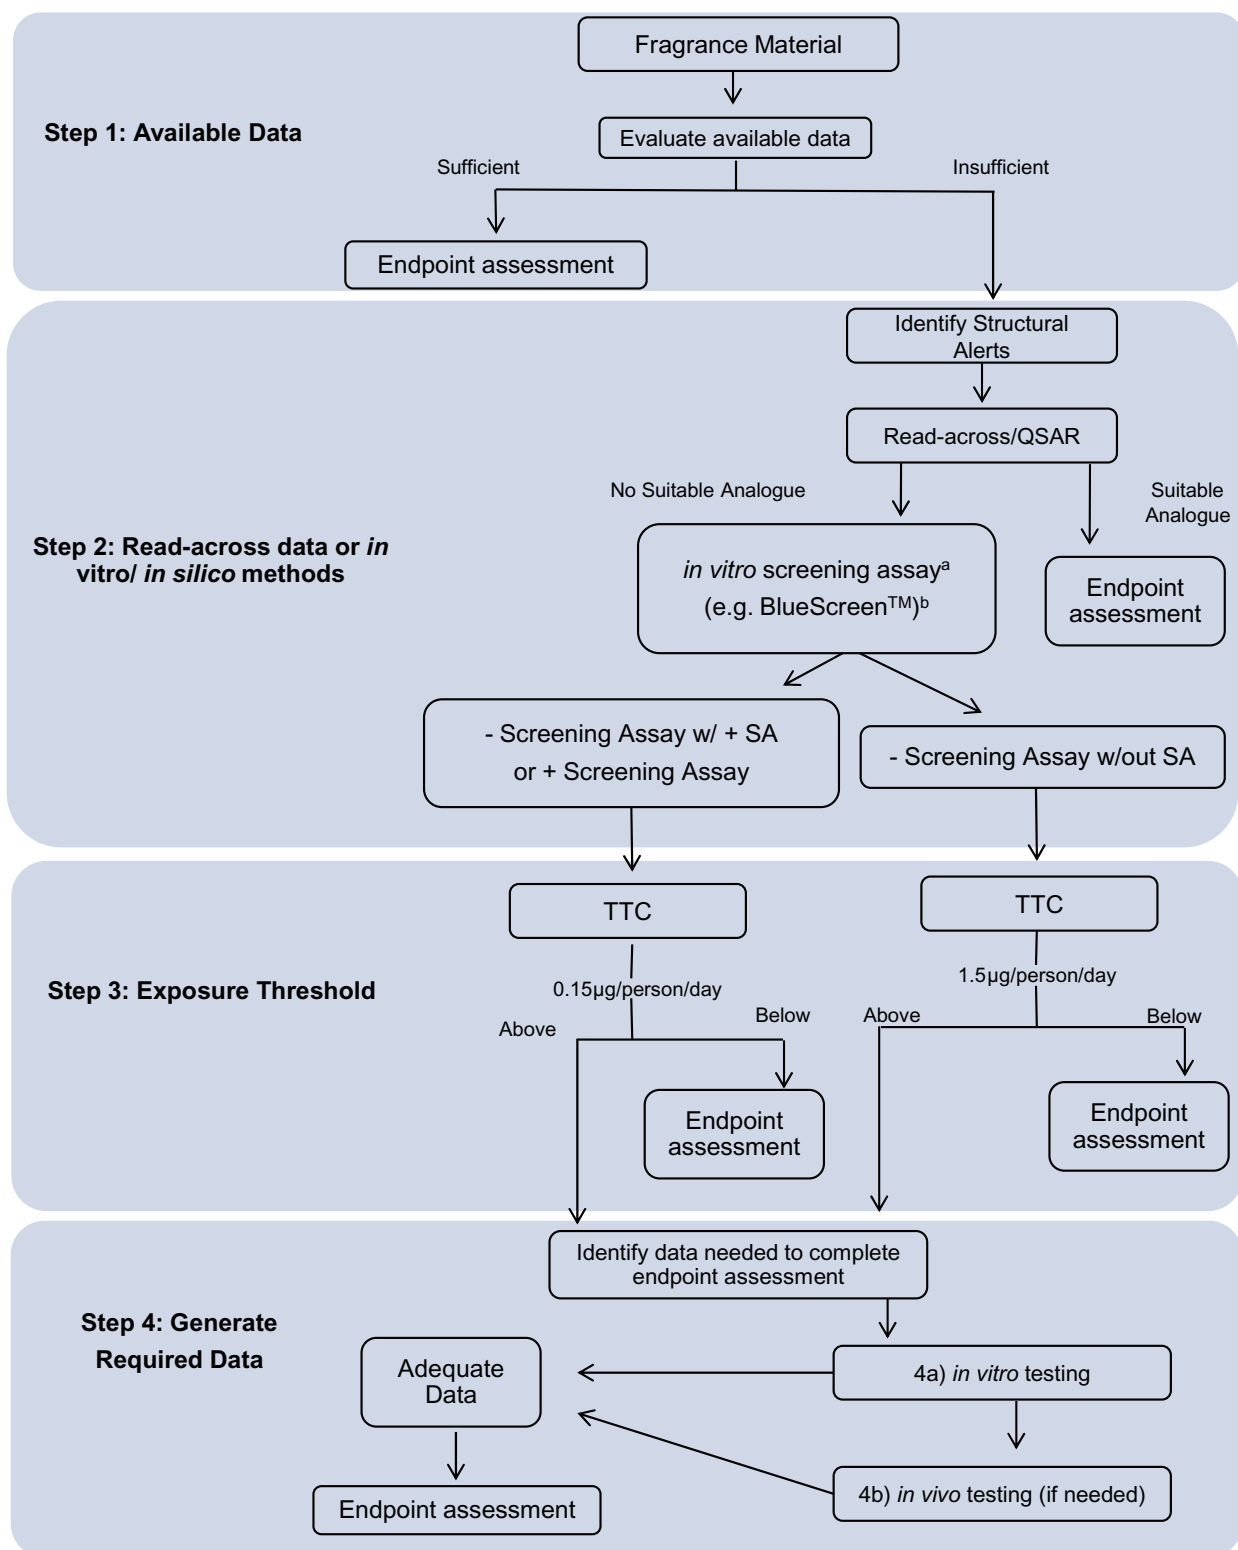 Fragrance Material
Step 1: Available Data
Evaluate available data
Sufficient
Insufficient
Endpoint assessment
Identify Structural
Alerts
Read-across/QSAR
No Suitable Analogue
Suitable
Analogue
Step 2: Read-across data or in
vitro/ in silico methods
in vitro screening assayᵃ
(e.g. BlueScreen™)ᵇ
Endpoint
assessment
- Screening Assay w/ + SA
or + Screening Assay
- Screening Assay w/out SA
TTC
TTC
Step 3: Exposure Threshold
0.15µg/person/day
1.5µg/person/day
Above
Below
Above
Below
Endpoint
assessment
Endpoint
assessment
Identify data needed to complete
endpoint assessment
Step 4: Generate
Required Data
Adequate
Data
4a) in vitro testing
4b) in vivo testing (if needed)
Endpoint assessment